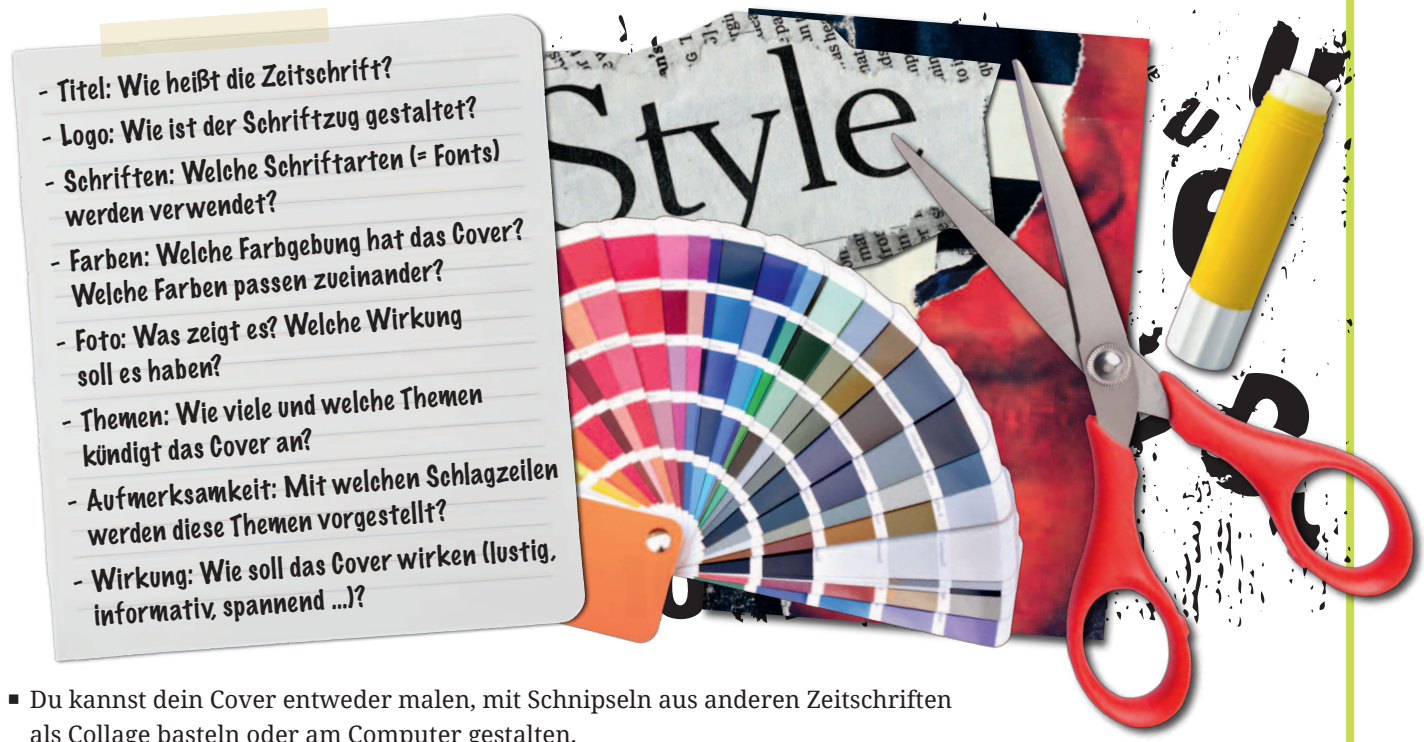 - Titel: Wie heißt die Zeitschrift?
- Logo: Wie ist der Schriftzug gestaltet?
- Schriften: Welche Schriftarten (= Fonts)
werden verwendet?
- Farben: Welche Farbgebung hat das Cover?
Welche Farben passen zueinander?
- Foto: Was zeigt es? Welche Wirkung
soll es haben?
- Themen: Wie viele und welche Themen
kündigt das Cover an?
- Aufmerksamkeit: Mit welchen Schlagzeilen
werden diese Themen vorgestellt?
- Wirkung: Wie soll das Cover wirken (lustig,
informativ, spannend ...)?
Style
▪ Du kannst dein Cover entweder malen, mit Schnipseln aus anderen Zeitschriften
als Collage basteln oder am Computer gestalten.